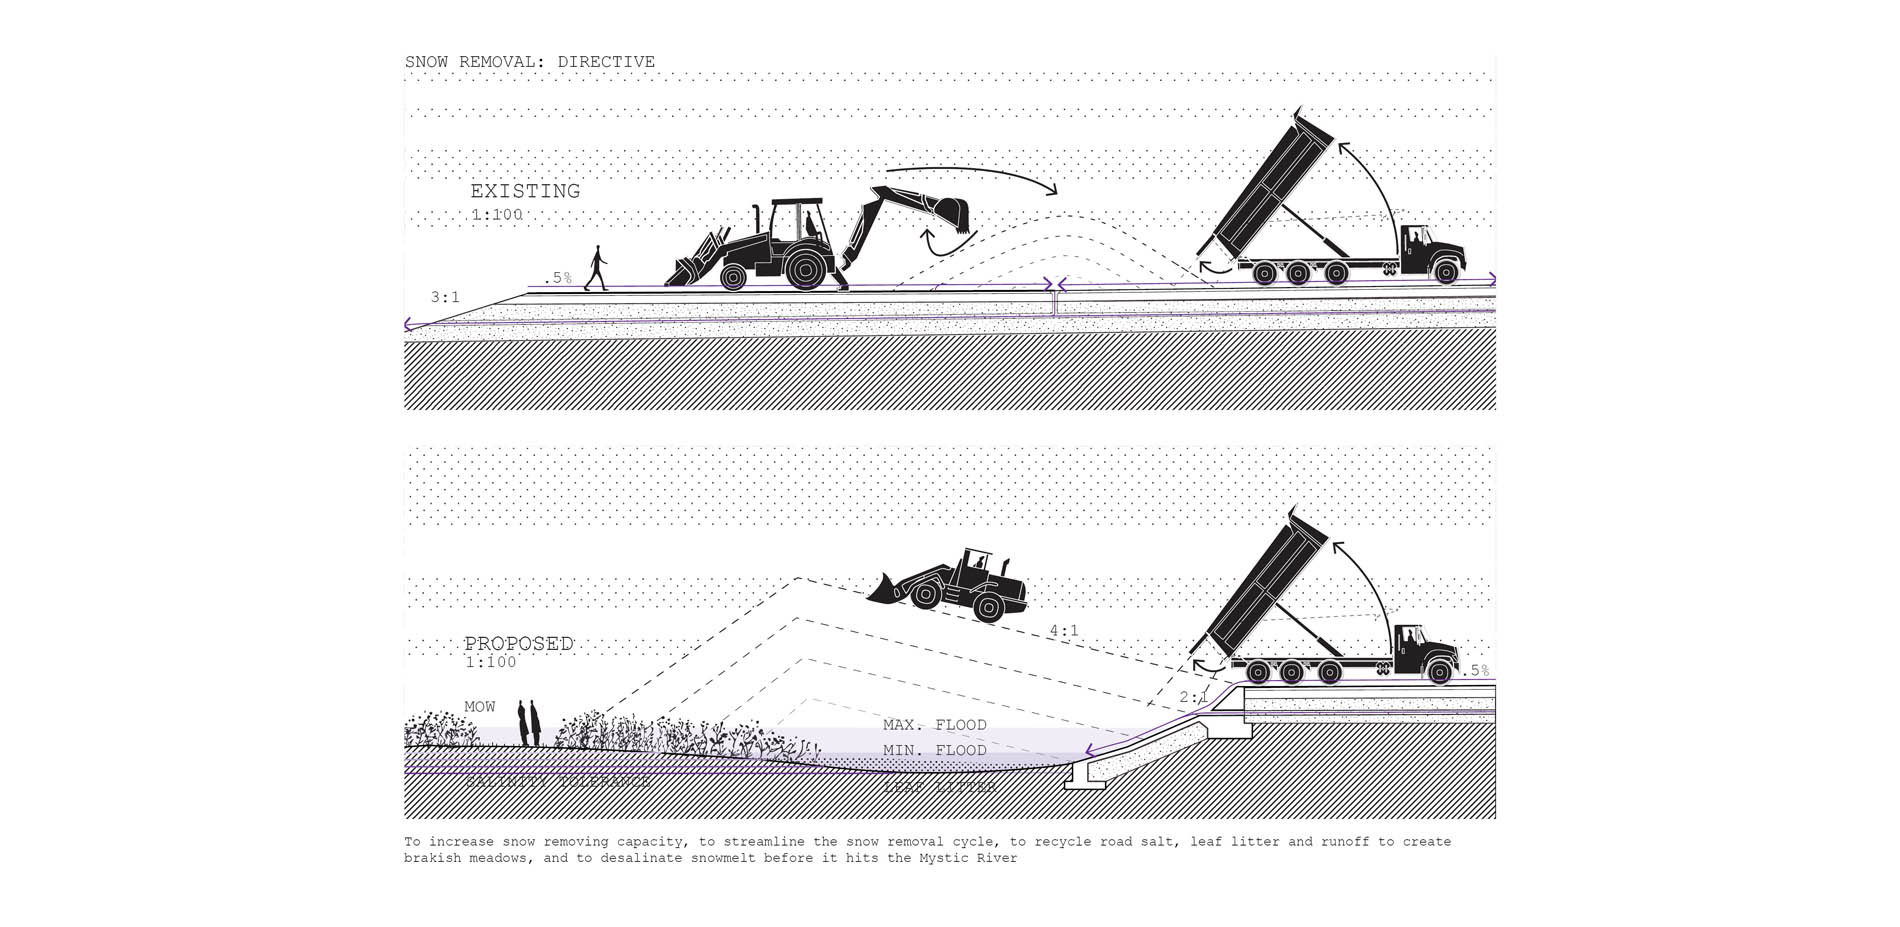 SNOW REMOVAL: DIRECTIVE
EXISTING
1:100
.5%
3:1
4:1
PROPOSED
1:100
.5%
2:1
MOW
MAX. FLOOD
MIN. FLOOD
SALINITY TOLERANCE
LEAF LITTER
To increase snow removing capacity, to streamline the snow removal cycle, to recycle road salt, leaf litter and runoff to create
brakish meadows, and to desalinate snowmelt before it hits the Mystic River